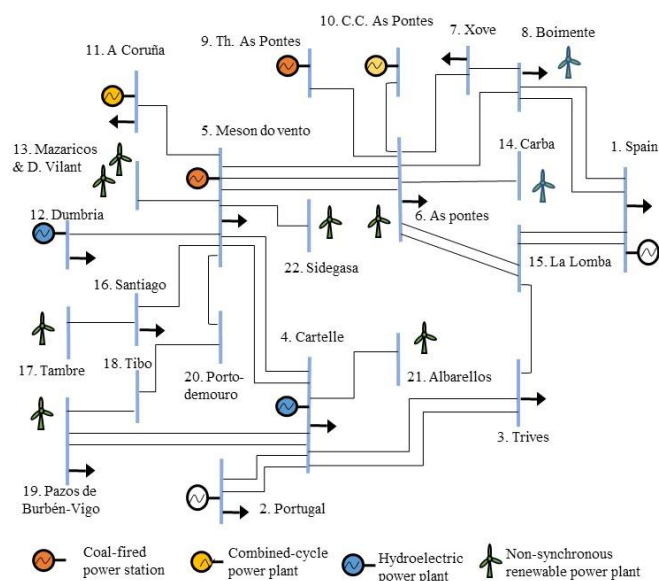 10. C.C. As Pontes
7. Xove
8. Boimente
9. Th. As Pontes
11. A Coruña
5. Meson do vento
13. Mazaricos
& D. Vilant
14. Carba
1. Spain
12. Dumbria
6. As pontes
22. Sidegasa
15. La Lomba
16. Santiago
4. Cartelle
17. Tambre
18. Tibo
20. Porto-
demouro
21. Albarellos
3. Trives
19. Pazos de
Burbén-Vigo
2. Portugal
Coal-fired
power station
Combined-cycle
power plant
Hydroelectric
power plant
Non-synchronous
renewable power plant